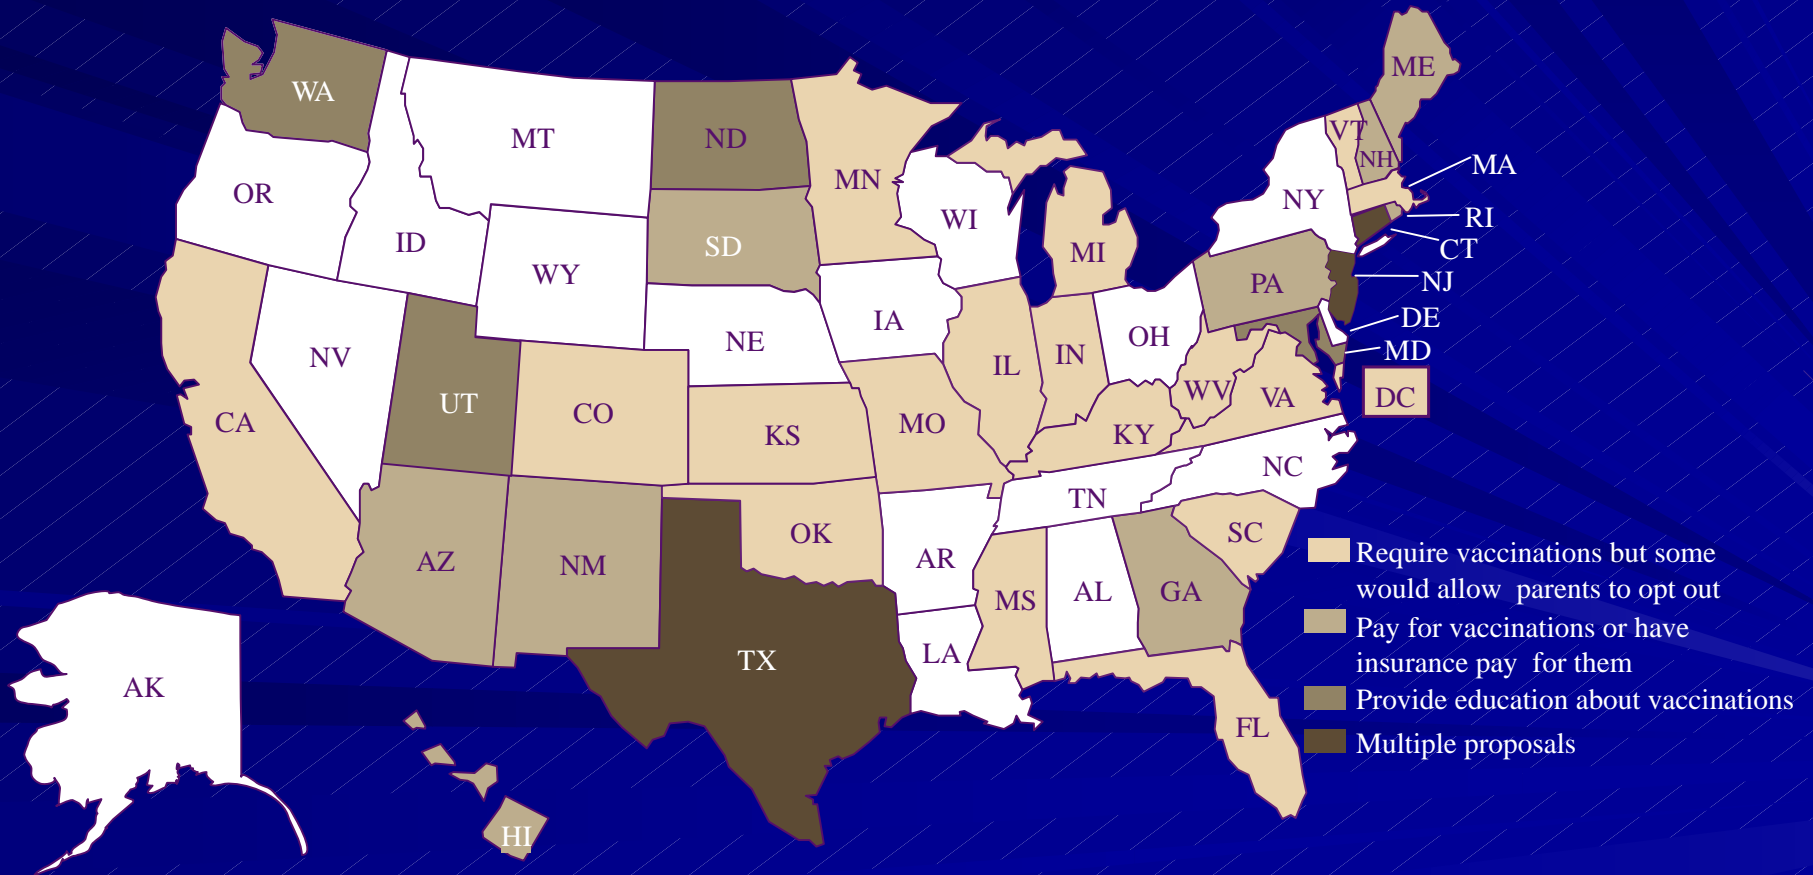 ME
WA
VT
MT
ND
NH
MA
MN
OR
NY
WI
RI
ID
SD
CT
MI
WY
PA
NJ
IA
DE
NE
OH
MD
NV
IN
IL
WV
UT
VA
DC
CO
CA
MO
KS
KY
NC
TN
OK
SC
AZ
NM
AR
AL
GA
MS
Require vaccinations but some
would allow parents to opt out
Pay for vaccinations or have
insurance pay for them
LA
TX
AK
Provide education about vaccinations
FL
Multiple proposals
HI